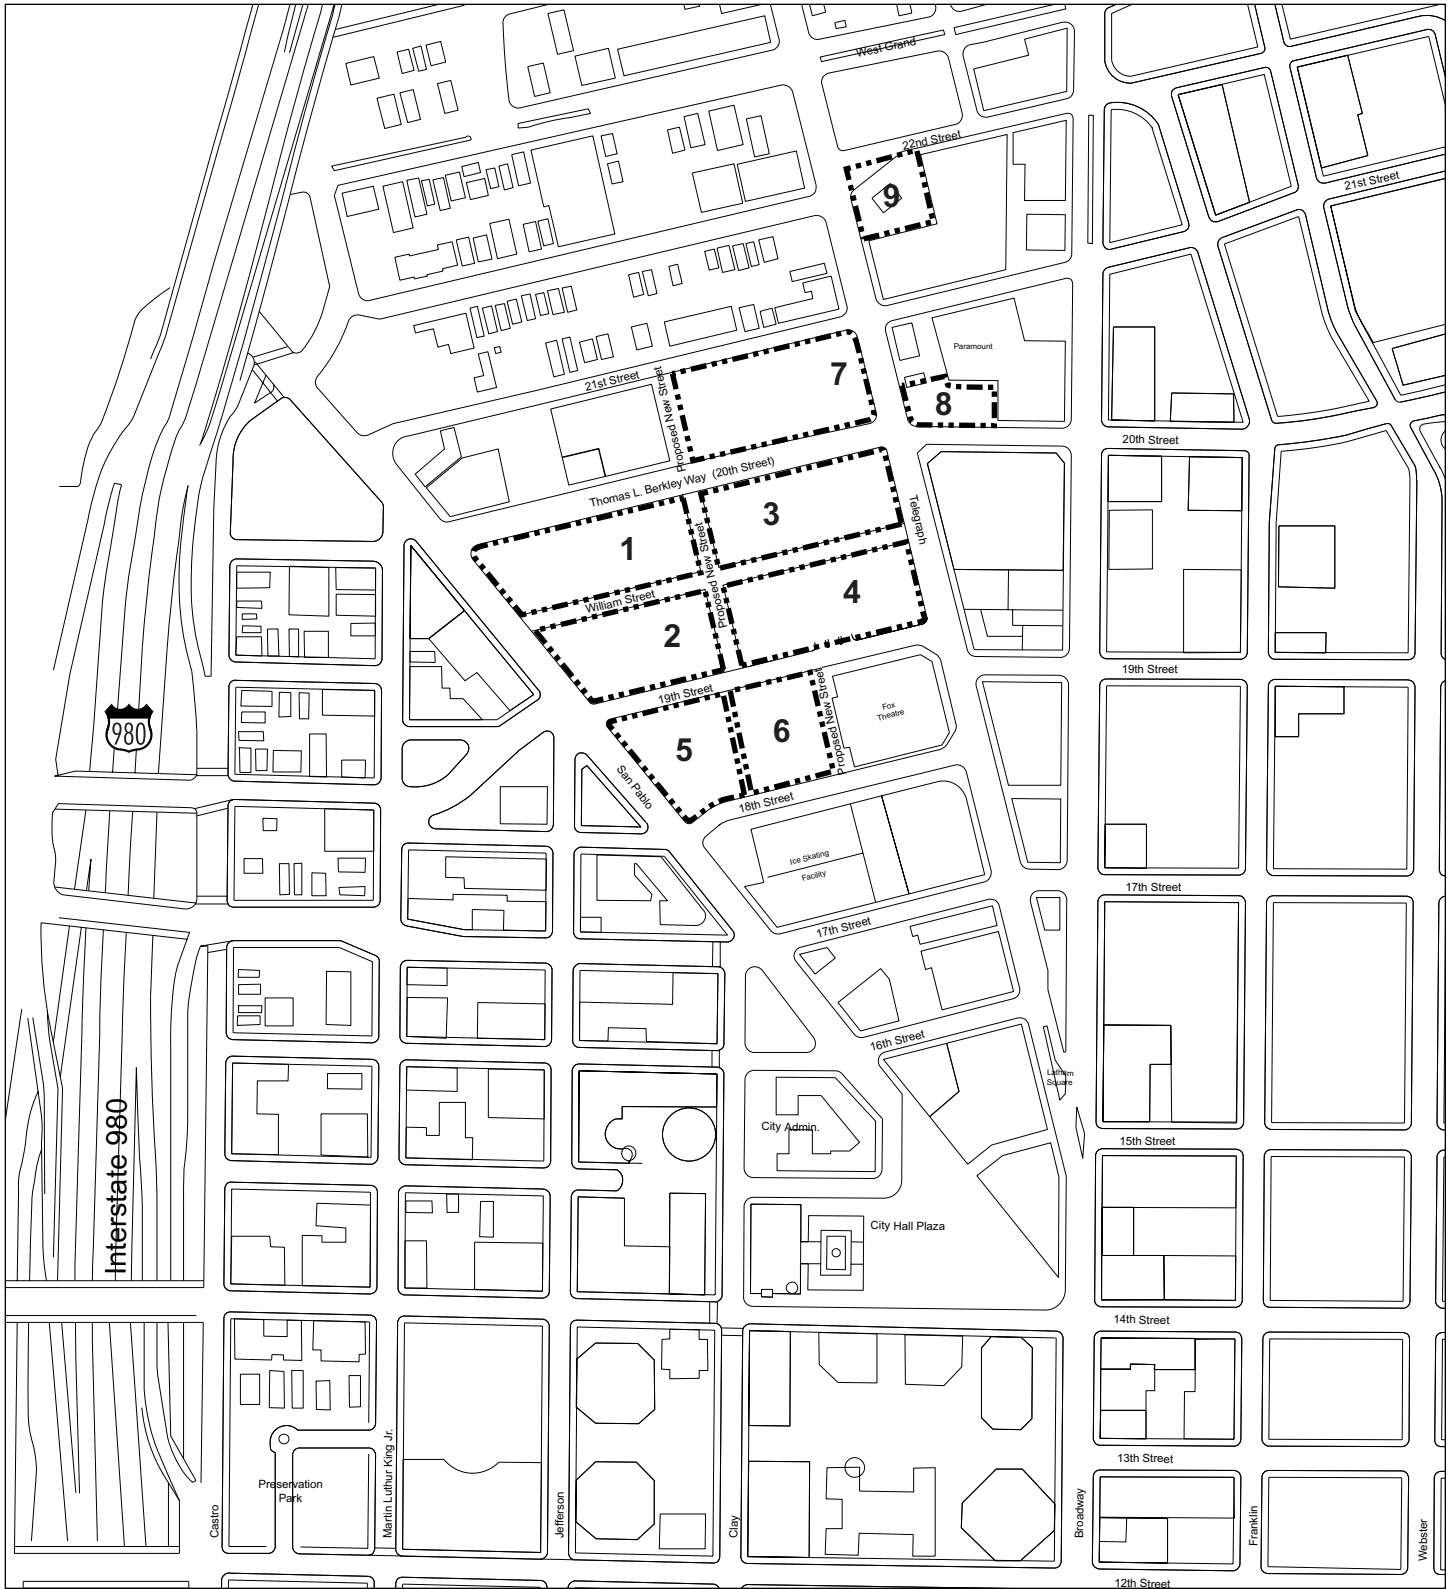 West Grand
22nd Street
21st Street
9
Paramount
7
21st Street
Proposed New Street
8
20th Street
Thomas L. Berkley Way (20th Street)
3
Telegraph
1
Proposed New Street
William Street
4
2
19th Street
19th Street
Proposed New Street
Fox
Theatre
6
5
980
San Pablo
18th Street
Ice Skating
Facility
17th Street
17th Street
16th Street
Latham
Square
Interstate 980
City Admin.
15th Street
City Hall Plaza
14th Street
13th Street
Preservation
Park
Castro
Martin Luthur King Jr.
Jefferson
Clay
Broadway
Franklin
Webster
12th Street